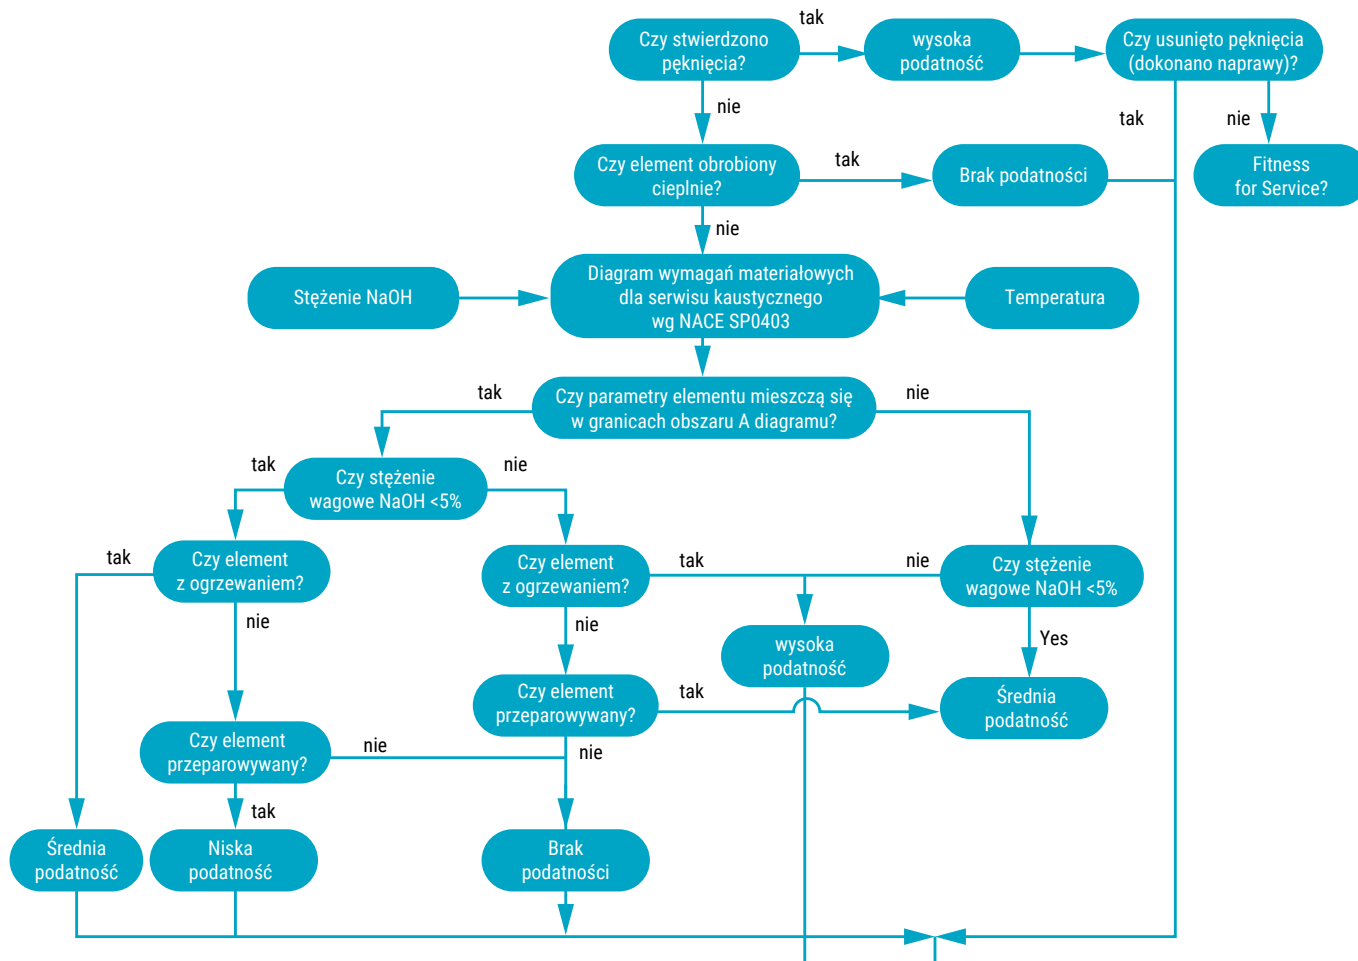 tak
Czy stwierdzono
pęknięcia?
wysoka
podatność
Czy usunięto pęknięcia
(dokonano naprawy)?
nie
tak
nie
Czy element obrobiony
cieplnie?
tak
Brak podatności
Fitness
for Service?
nie
Stężenie NaOH
Diagram wymagań materiałowych
dla serwisu kaustycznego
wg NACE SP0403
Temperatura
tak
Czy parametry elementu mieszczą się
w granicach obszaru A diagramu?
nie
tak
Czy stężenie
wagowe NaOH <5%
nie
tak
Czy element
z ogrzewaniem?
Czy element
z ogrzewaniem?
tak
nie
Czy stężenie
wagowe NaOH <5%
nie
nie
wysoka
podatność
Yes
Czy element
przeparowywany?
tak
Średnia
podatność
Czy element
przeparowywany?
nie
nie
tak
Średnia
podatność
Niska
podatność
Brak
podatności